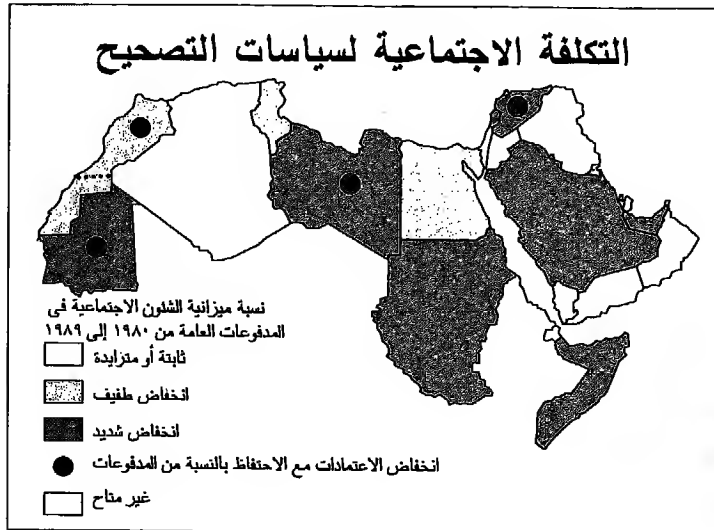 التكلفة الاجتماعية لسياسات التصحيح
نسبة ميزانية الشئون الاجتماعية فى
المدفوعات العامة من ١٩٨٠ إلى ١٩٨٩
ثابتة أو متزايدة
انخفاض طفيف
انخفاض شديد
انخفاض الاعتمادات مع الاحتفاظ بالنسبة من المدفوعات
غير متاح